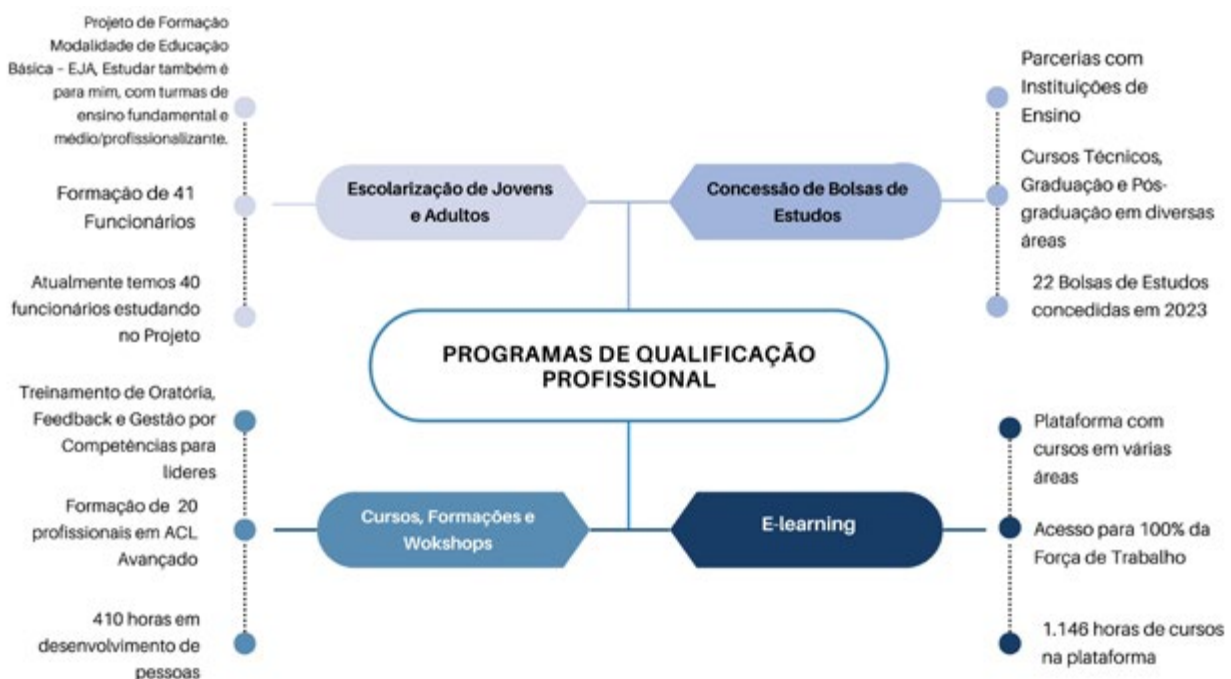 Projeto de Formação
Modalidade de Educação
Básica – EJA, Estudar também é
para mim, com turmas de
ensino fundamental e
médio/profissionalizante.
Formação de 41
Funcionários
Atualmente temos 40
funcionários estudando
no Projeto
Escolarização de Jovens
e Adultos
Concessão de Bolsas de
Estudos
Parcerias com
Instituições de
Ensino
Cursos Técnicos,
Graduação e Pós-
graduação em diversas
áreas
22 Bolsas de Estudos
concedidas em 2023
PROGRAMAS DE QUALIFICAÇÃO
PROFISSIONAL
Treinamento de Oratória,
Feedback e Gestão por
Competências para
líderes
Formação de 20
profissionais em ACL
Avançado
410 horas em
desenvolvimento de
pessoas
Cursos, Formações e
Wokshops
E-learning
Plataforma com
cursos em várias
áreas
Acesso para 100% da
Força de Trabalho
1.146 horas de cursos
na plataforma